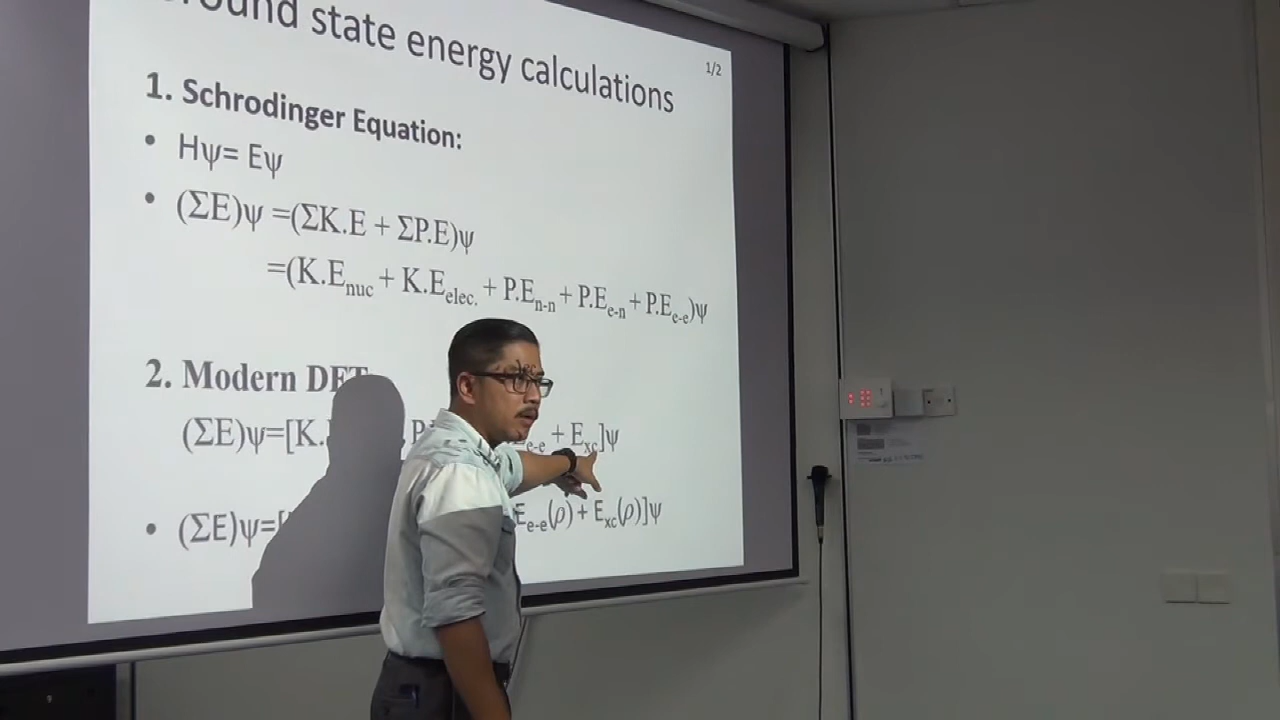 state energy calculations
1/2
1. Schrodinger Equation:
• Hψ= Eψ
• (ΣE)ψ =(ΣK.E + ΣP.E)ψ
=(K.Enuc + K.Eelec. + P.En-n + P.Ee-n + P.Ee-e)ψ
2. Modern DFT
(ΣE)ψ=[K. e-e + Exc]ψ
• (ΣE)ψ=[ Ee-e(ρ) + Exc(ρ)]ψ